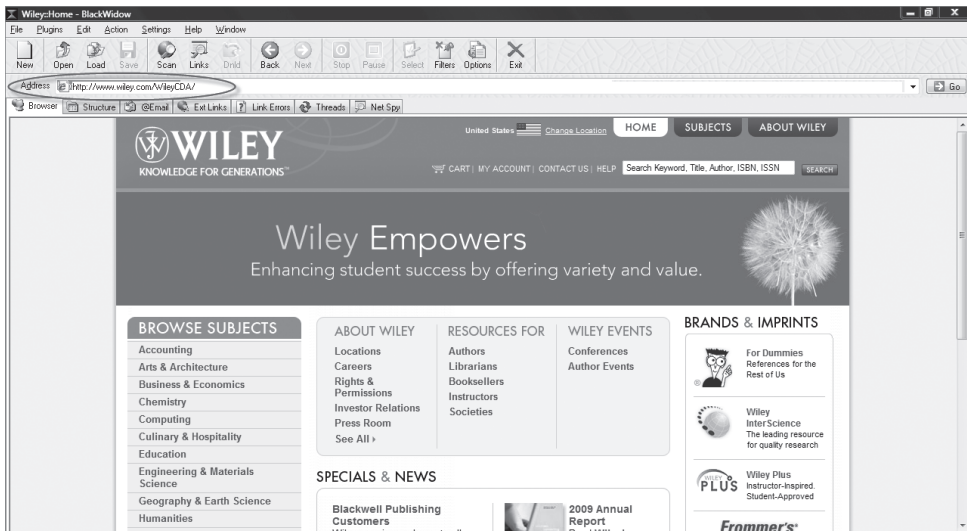 Wiley::Home - BlackWidow
File Plugins Edit Action Settings Help Window
New Open Load Save Scan Links Dnld Back Next Stop Pause Select Filters Options Exit
Address http://www.wiley.com/WileyCDA/ Go
Browser Structure @Email Ext Links Link Errors Threads Net Spy
United States Change Location HOME SUBJECTS ABOUT WILEY
WILEY
KNOWLEDGE FOR GENERATIONS™
CART | MY ACCOUNT | CONTACT US | HELP Search Keyword, Title, Author, ISBN, ISSN SEARCH
Wiley Empowers
Enhancing student success by offering variety and value.
BROWSE SUBJECTS
Accounting
Arts & Architecture
Business & Economics
Chemistry
Computing
Culinary & Hospitality
Education
Engineering & Materials
Science
Geography & Earth Science
Humanities
ABOUT WILEY
Locations
Careers
Rights &
Permissions
Investor Relations
Press Room
See All
RESOURCES FOR
Authors
Librarians
Booksellers
Instructors
Societies
WILEY EVENTS
Conferences
Author Events
SPECIALS & NEWS
Blackwell Publishing
Customers
2009 Annual
Report
BRANDS & IMPRINTS
For Dummies
References for the
Rest of Us
®
Wiley
InterScience
The leading resource
for quality research
WILEY
PLUS
Wiley Plus
Instructor-Inspired.
Student-Approved
Frommer's